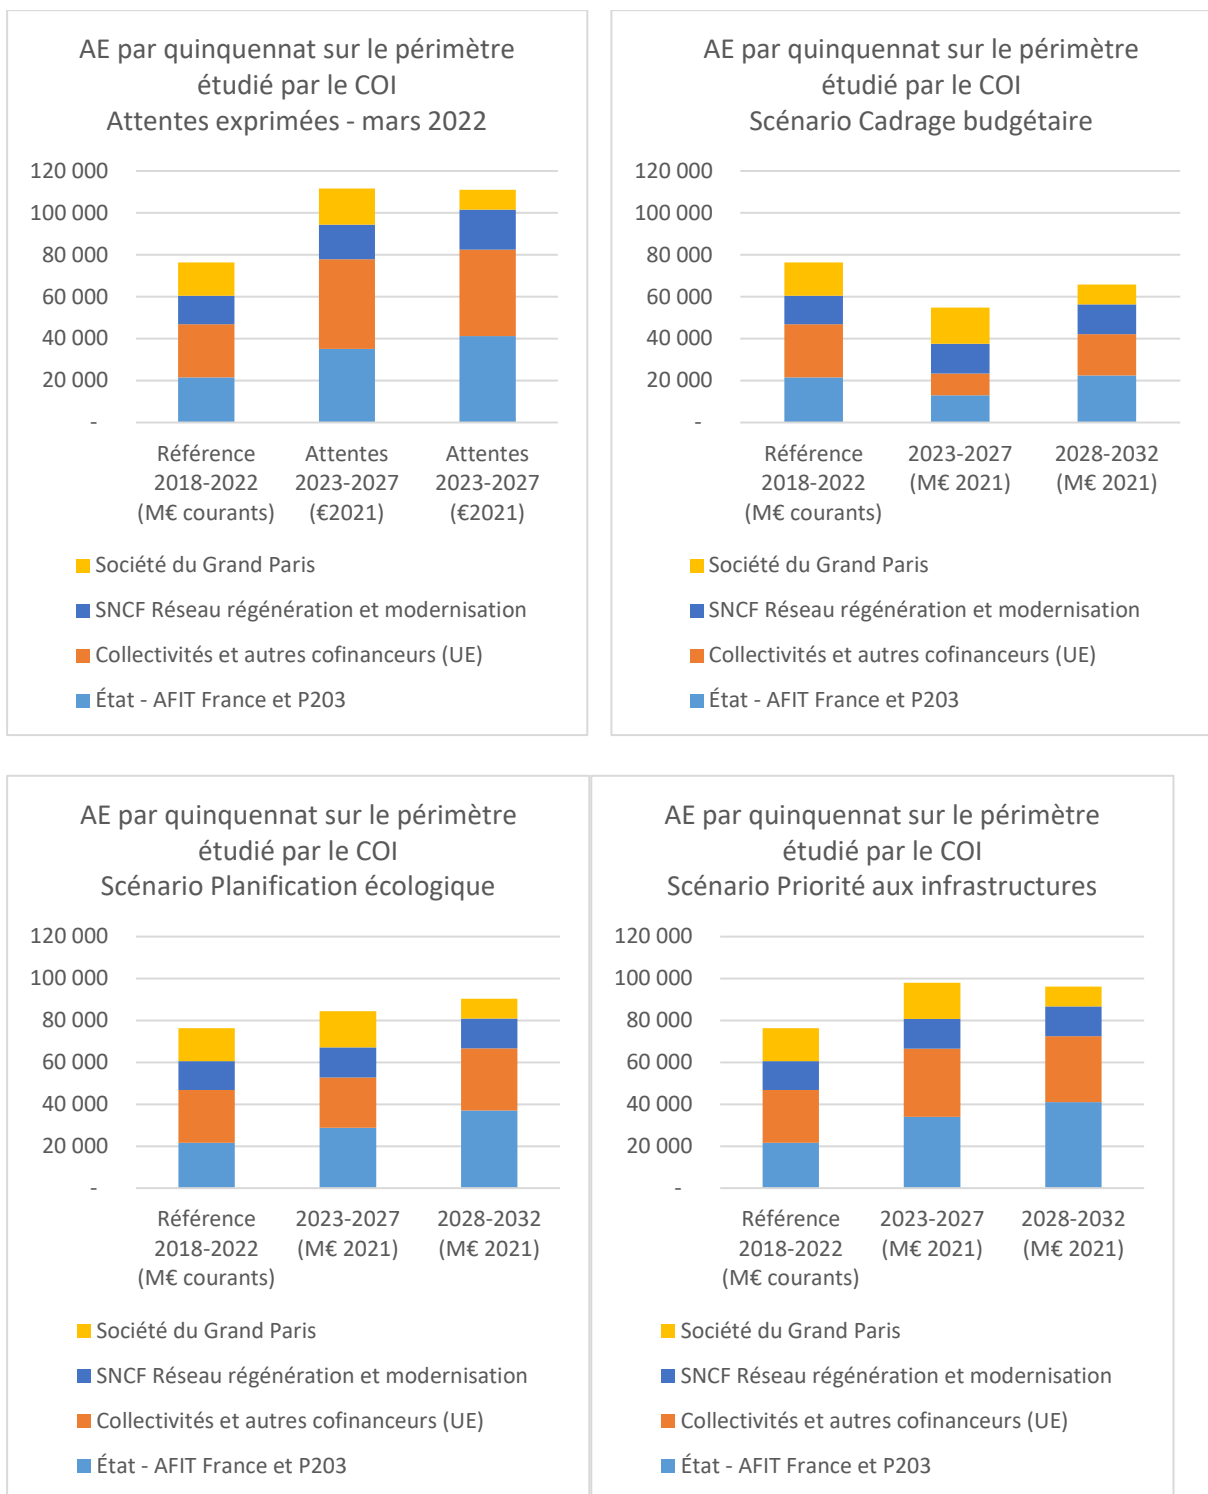 AE par quinquennat sur le périmètre
étudié par le COI
Attentes exprimées - mars 2022
120 000
100 000
80 000
60 000
40 000
20 000
-
Référence
2018-2022
(M€ courants)
Attentes
2023-2027
(€2021)
Attentes
2023-2027
(€2021)
Société du Grand Paris
SNCF Réseau régénération et modernisation
Collectivités et autres cofinanceurs (UE)
État - AFIT France et P203
AE par quinquennat sur le périmètre
étudié par le COI
Scénario Cadrage budgétaire
120 000
100 000
80 000
60 000
40 000
20 000
-
Référence
2018-2022
(M€ courants)
2023-2027
(M€ 2021)
2028-2032
(M€ 2021)
Société du Grand Paris
SNCF Réseau régénération et modernisation
Collectivités et autres cofinanceurs (UE)
État - AFIT France et P203
AE par quinquennat sur le périmètre
étudié par le COI
Scénario Planification écologique
120 000
100 000
80 000
60 000
40 000
20 000
-
Référence
2018-2022
(M€ courants)
2023-2027
(M€ 2021)
2028-2032
(M€ 2021)
Société du Grand Paris
SNCF Réseau régénération et modernisation
Collectivités et autres cofinanceurs (UE)
État - AFIT France et P203
AE par quinquennat sur le périmètre
étudié par le COI
Scénario Priorité aux infrastructures
120 000
100 000
80 000
60 000
40 000
20 000
-
Référence
2018-2022
(M€ courants)
2023-2027
(M€ 2021)
2028-2032
(M€ 2021)
Société du Grand Paris
SNCF Réseau régénération et modernisation
Collectivités et autres cofinanceurs (UE)
État - AFIT France et P203